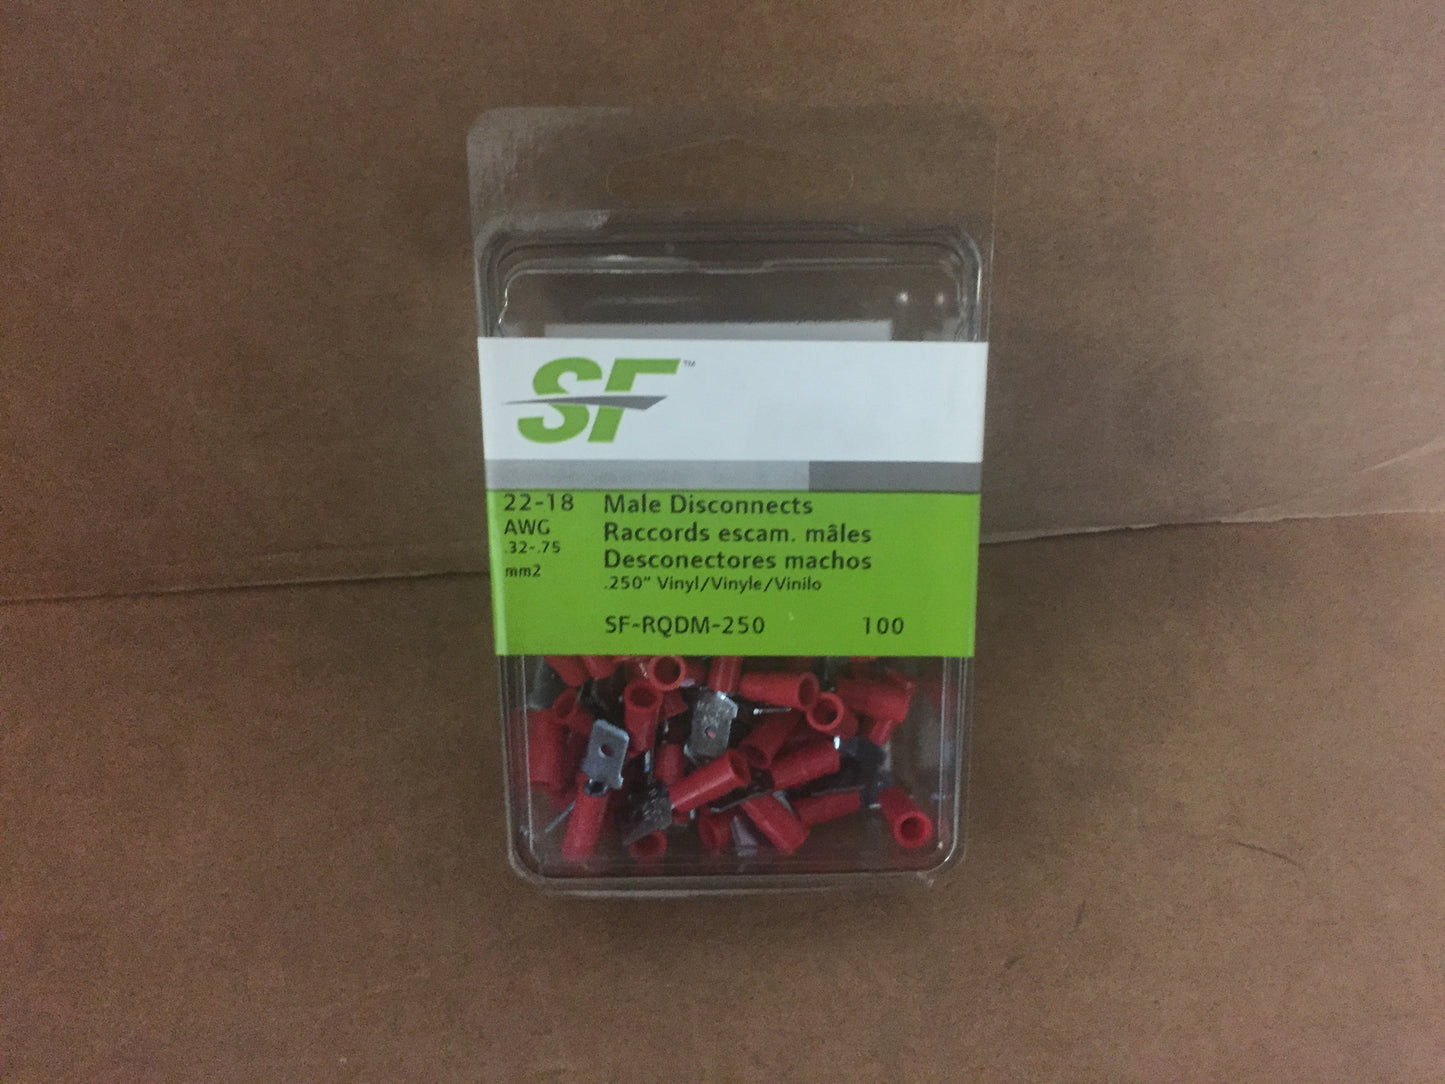 SF™
22-18
AWG
.32-.75
mm2
Male Disconnects
Raccords escam. mâles
Desconectores machos
.250" Vinyl/Vinyle/Vinilo
SF-RQDM-250 100